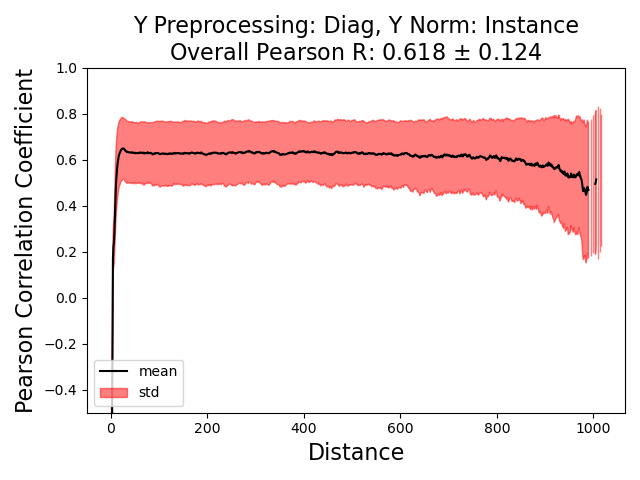 Y Preprocessing: Diag, Y Norm: Instance
Overall Pearson R: 0.618 ± 0.124
Pearson Correlation Coefficient
1.0
0.8
0.6
0.4
0.2
0.0
−0.2
−0.4
mean
std
0
200
400
600
800
1000
Distance